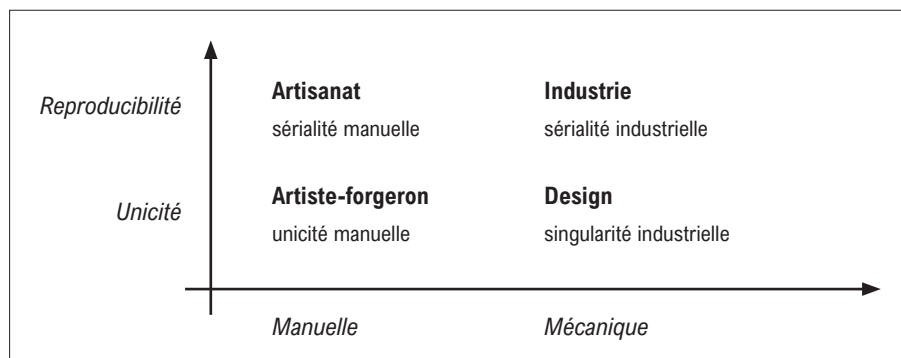 Reproducibilité
Artisanat
sérialité manuelle
Industrie
sérialité industrielle
Unicité
Artiste-forgeron
unicité manuelle
Design
singularité industrielle
Manuelle
Mécanique